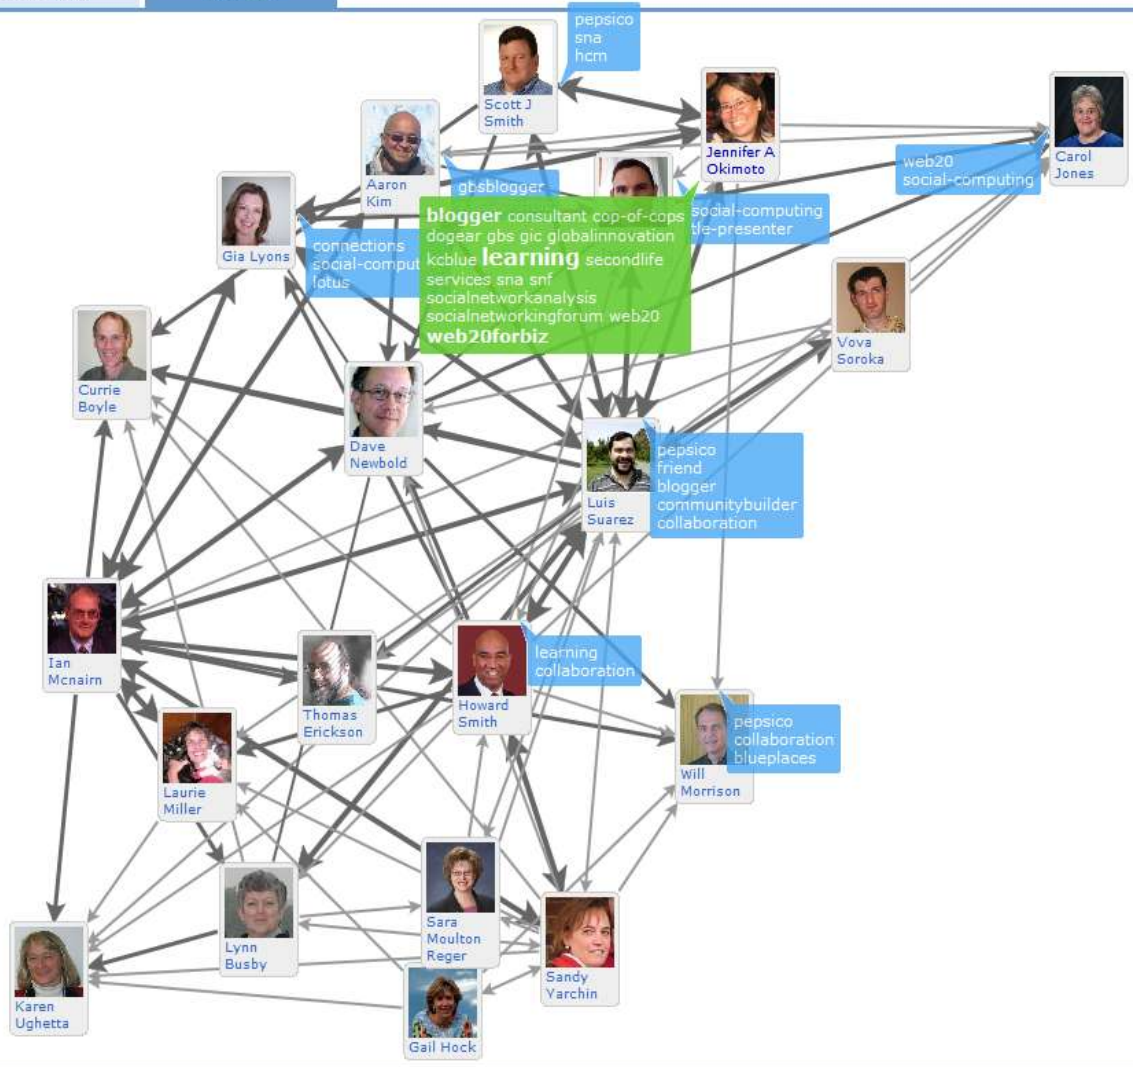 pepsico
sna
hcm
Scott J
Smith
Jennifer A
Okimoto
Carol
Jones
web20
social-computing
Aaron
Kim
gbsblogger
Gia Lyons
connections
social-comput
lotus
social-computing
tle-presenter
blogger consultant cop-of-cops
dogear gbs gic globalinnovation
kcblue learning secondlife
services sna snf
socialnetworkanalysis
socialnetworkingforum web20
web20forbiz
Vova
Soroka
Currie
Boyle
Dave
Newbold
Luis
Suarez
pepsico
friend
blogger
communitybuilder
collaboration
Ian
Mcnairn
Thomas
Erickson
Howard
Smith
learning
collaboration
Will
Morrison
pepsico
collaboration
blueplaces
Laurie
Miller
Lynn
Busby
Sara
Moulton
Reger
Sandy
Yarchin
Karen
Ughetta
Gail Hock